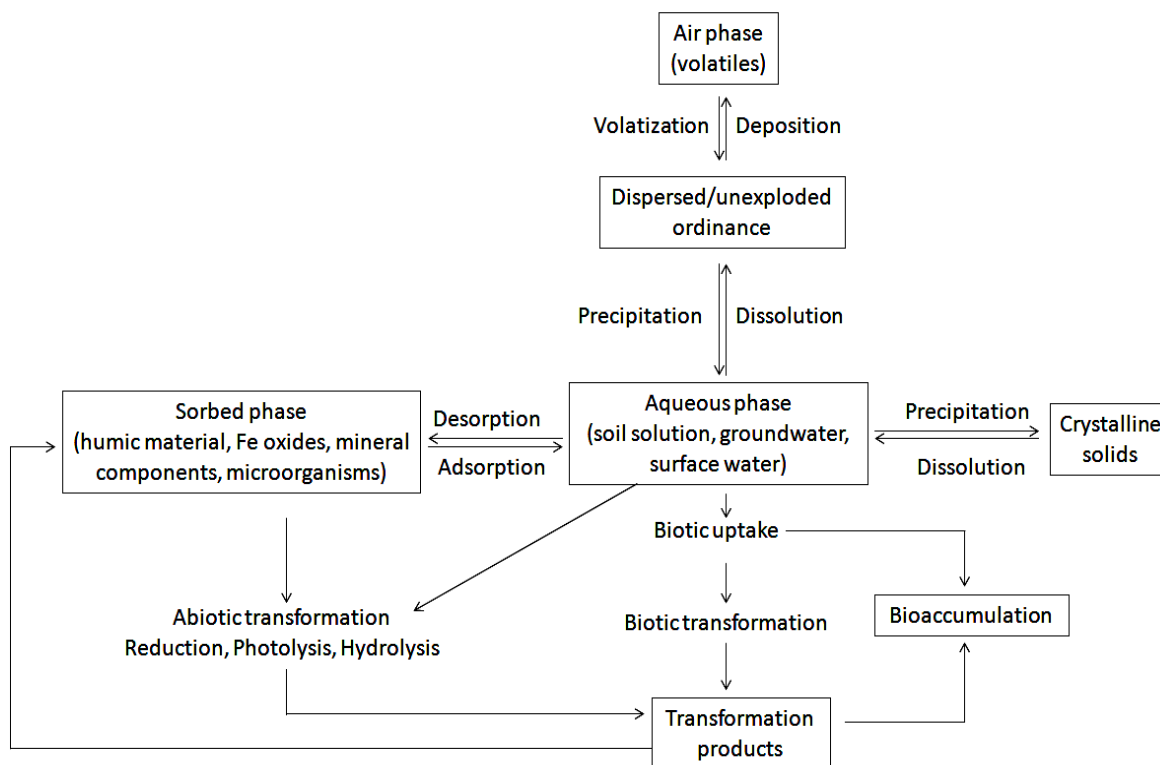 Air phase
(volatiles)
Volatization
Deposition
Dispersed/unexploded
ordinance
Precipitation
Dissolution
Sorbed phase
(humic material, Fe oxides, mineral
components, microorganisms)
Desorption
Adsorption
Aqueous phase
(soil solution, groundwater,
surface water)
Precipitation
Dissolution
Crystalline
solids
Biotic uptake
Abiotic transformation
Reduction, Photolysis, Hydrolysis
Biotic transformation
Bioaccumulation
Transformation
products